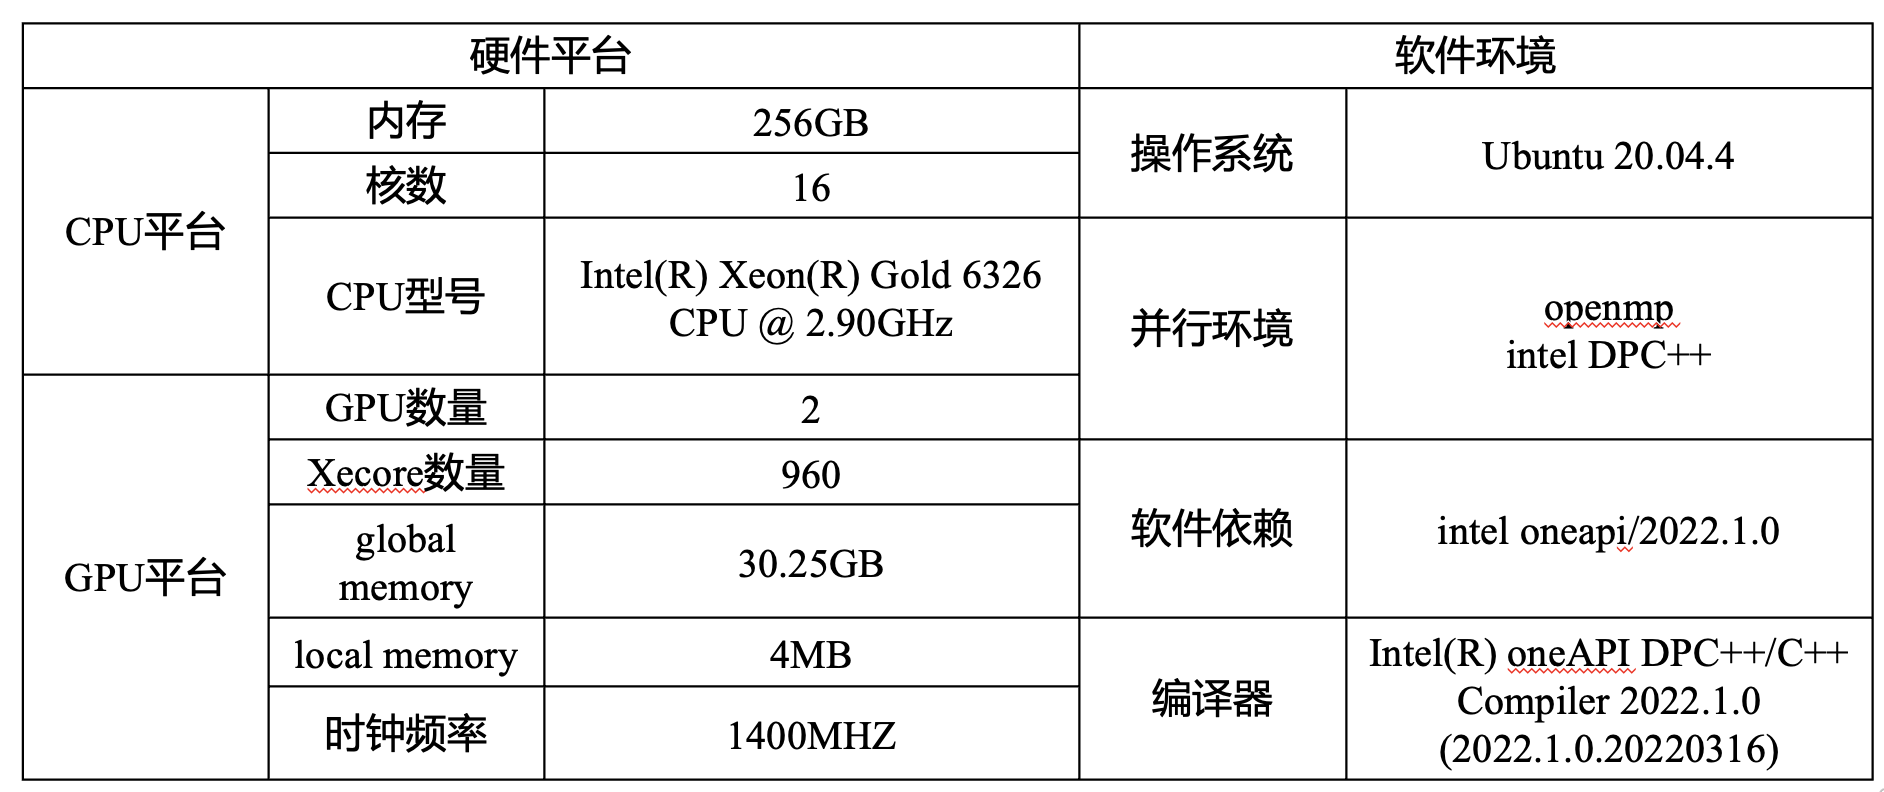 硬件平台
软件环境
CPU平台
内存
256GB
核数
16
CPU型号
Intel(R) Xeon(R) Gold 6326
CPU @ 2.90GHz
操作系统
Ubuntu 20.04.4
并行环境
openmp
intel DPC++
GPU平台
GPU数量
2
Xecore数量
960
global
memory
30.25GB
local memory
4MB
时钟频率
1400MHZ
软件依赖
intel oneapi/2022.1.0
编译器
Intel(R) oneAPI DPC++/C++
Compiler 2022.1.0
(2022.1.0.20220316)